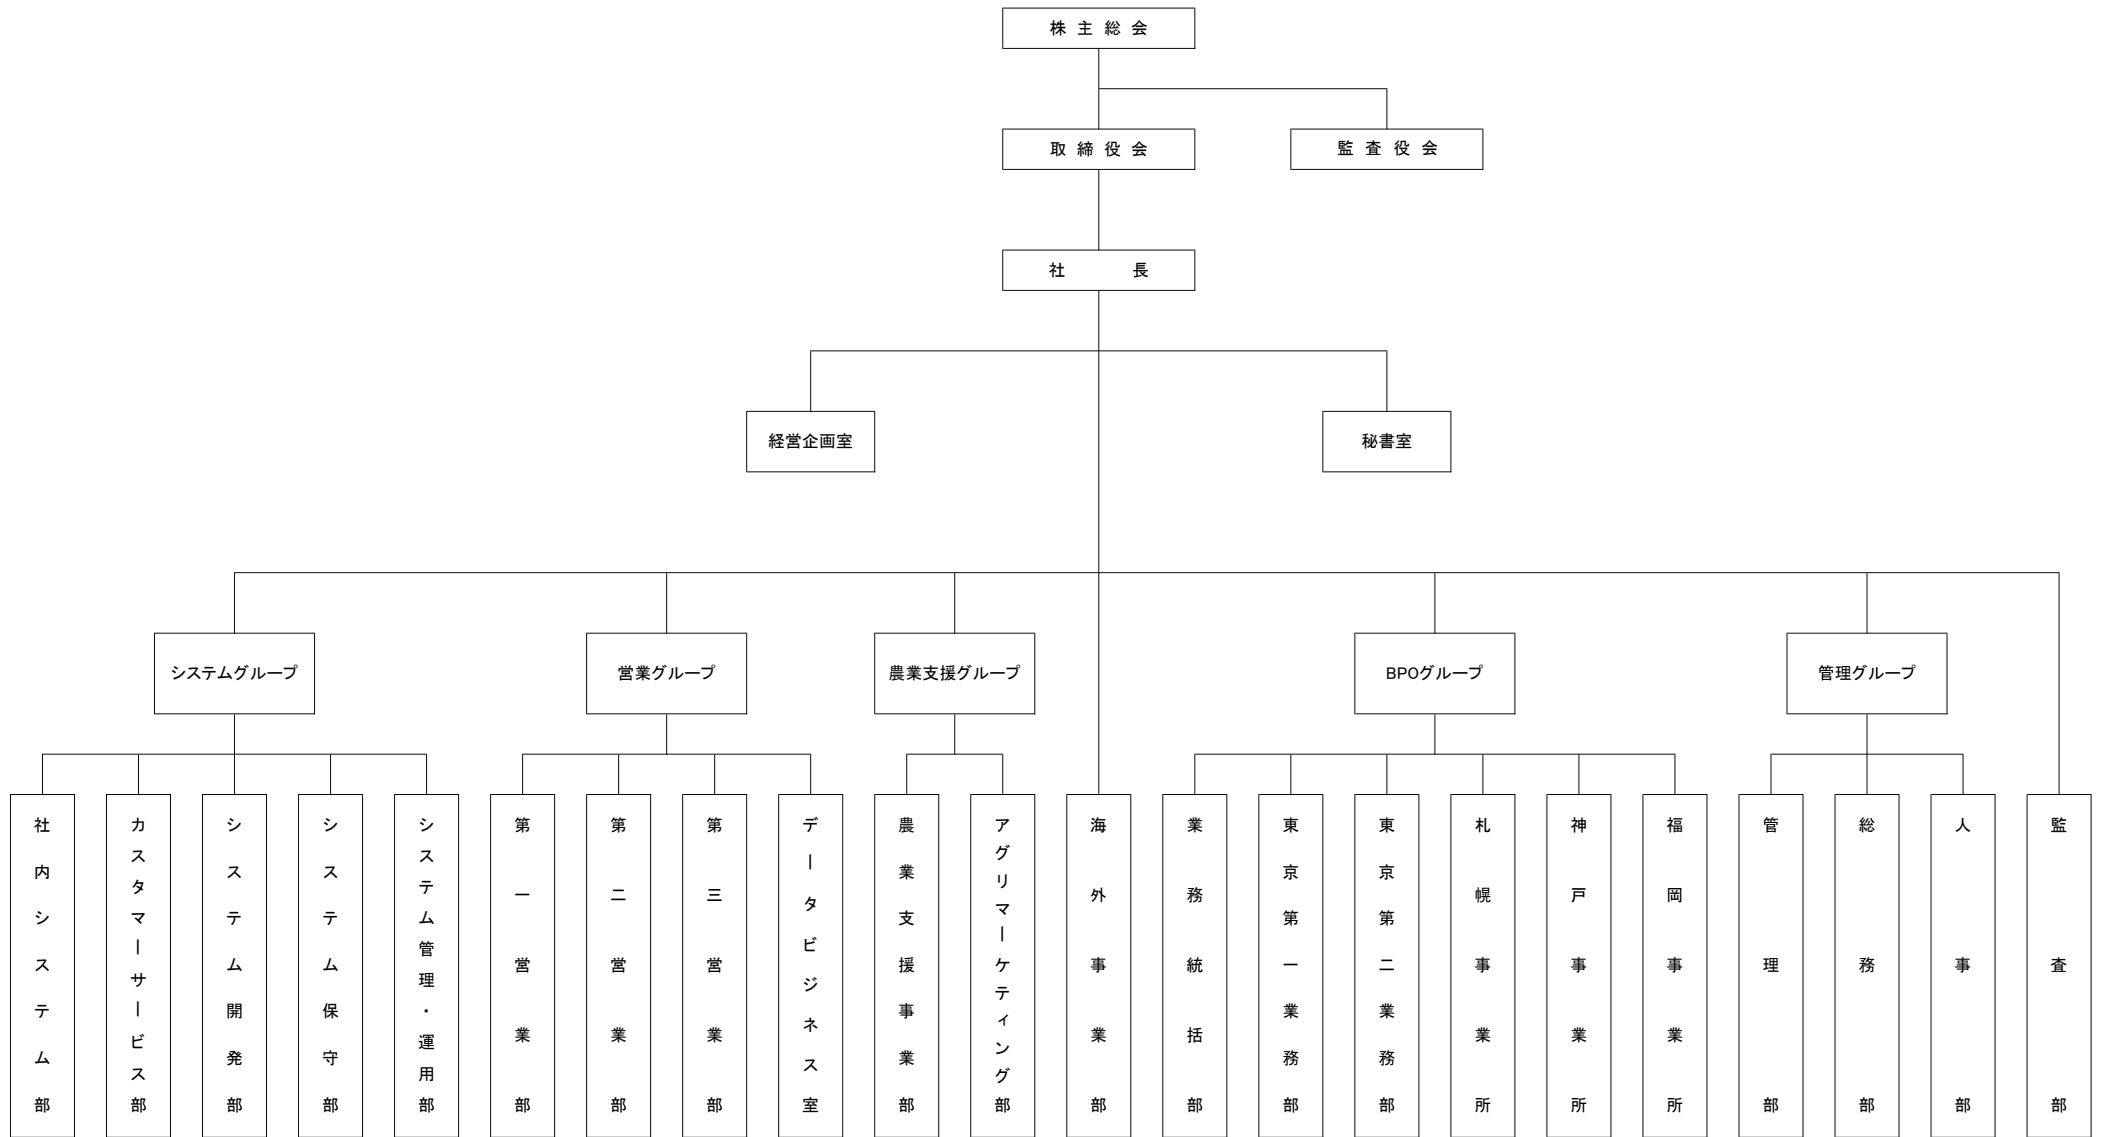 株主総会
取締役会
監査役会
社長
経営企画室
秘書室
システムグループ
営業グループ
農業支援グループ
BPOグループ
管理グループ
社内システム部
カスタマーサービス部
システム開発部
システム保守部
システム管理・運用部
第一営業部
第二営業部
第三営業部
データビジネス室
農業支援事業部
アグリマーケティング部
海外事業部
業務統括部
東京第一業務部
東京第二業務部
札幌事業所
神戸事業所
福岡事業所
管理部
総務部
人事部
監査部